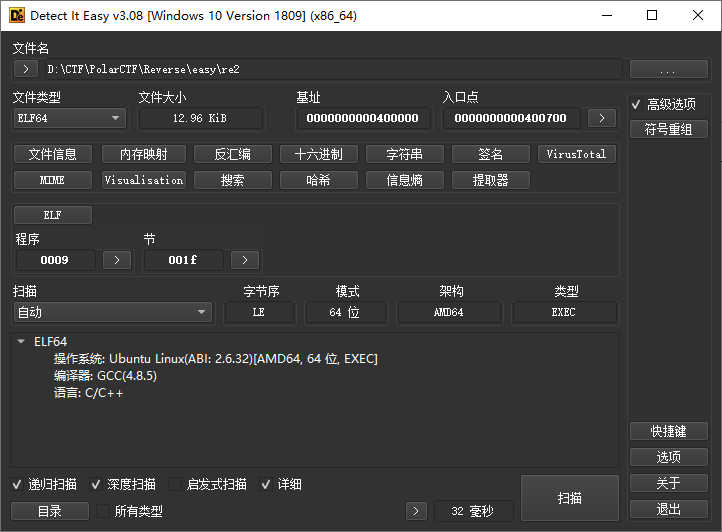 Detect It Easy v3.08 [Windows 10 Version 1809] (x86_64)
文件名
> D:\CTF\PolarCTF\Reverse\easy\re2 ...
文件类型 文件大小 基址 入口点
ELF64 12.96 KiB 0000000000400000 0000000000400700 >
高级选项
符号重组
文件信息 内存映射 反汇编 十六进制 字符串 签名 VirusTotal
MIME Visualisation 搜索 哈希 信息熵 提取器
ELF
程序 节
0009 > 001f >
扫描 字节序 模式 架构 类型
自动 LE 64 位 AMD64 EXEC
ELF64
操作系统: Ubuntu Linux(ABI: 2.6.32)[AMD64, 64 位, EXEC]
编译器: GCC(4.8.5)
语言: C/C++
快捷键
选项
关于
退出
递归扫描 深度扫描 启发式扫描 详细
扫描
目录 所有类型 > 32 毫秒